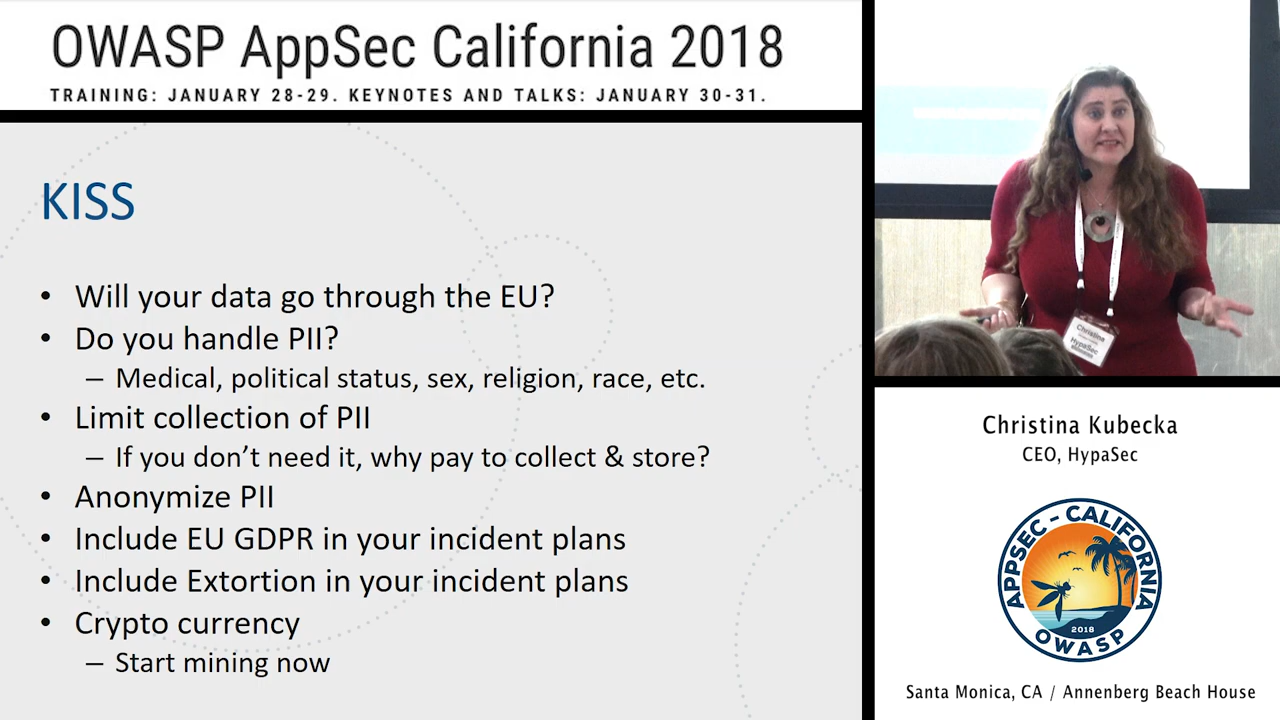 OWASP AppSec California 2018
TRAINING: JANUARY 28-29. KEYNOTES AND TALKS: JANUARY 30-31.
KISS
• Will your data go through the EU?
• Do you handle PII?
– Medical, political status, sex, religion, race, etc.
• Limit collection of PII
– If you don't need it, why pay to collect & store?
• Anonymize PII
• Include EU GDPR in your incident plans
• Include Extortion in your incident plans
• Crypto currency
– Start mining now
Christina
HypaSec
Christina Kubecka
CEO, HypaSec
APPSEC - CALIFORNIA
2018
OWASP
Santa Monica, CA / Annenberg Beach House